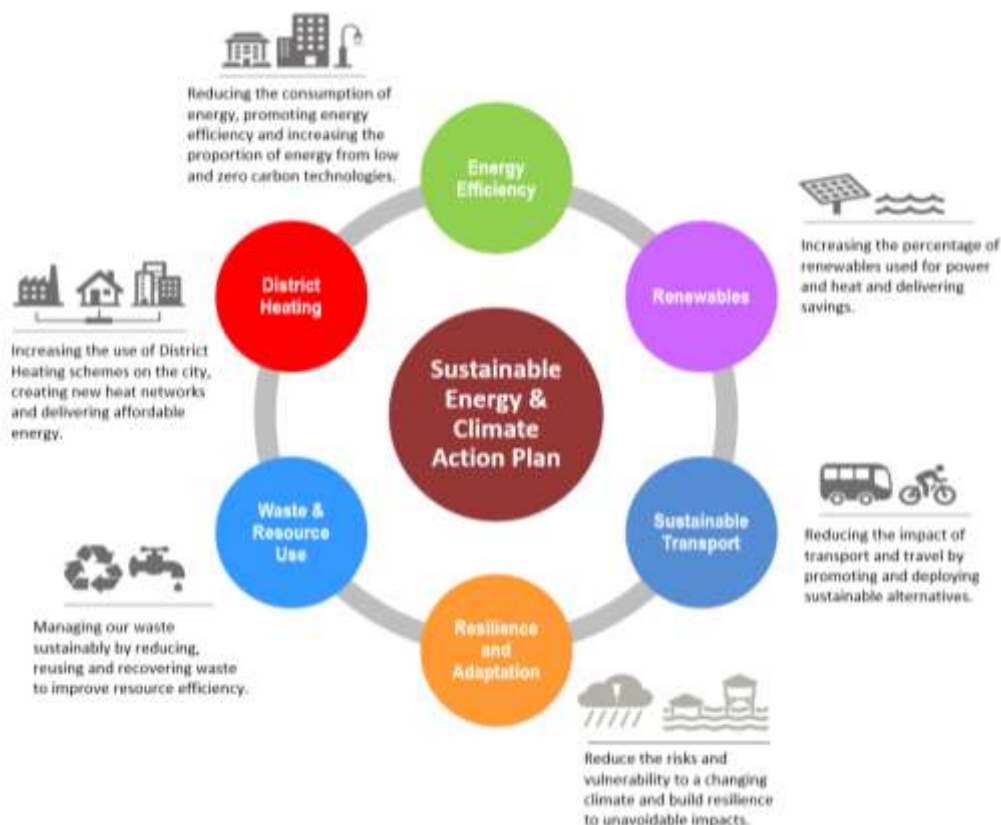 Reducing the consumption of
energy, promoting energy
efficiency and increasing the
proportion of energy from low
and zero carbon technologies.
Energy
Efficiency
Increasing the percentage of
renewables used for power
and heat and delivering
savings.
Renewables
District
Heating
Increasing the use of District
Heating schemes on the city,
creating new heat networks
and delivering affordable
energy.
Sustainable
Energy &
Climate
Action Plan
Waste &
Resource
Use
Sustainable
Transport
Reducing the impact of
transport and travel by
promoting and deploying
sustainable alternatives.
Managing our waste
sustainably by reducing,
reusing and recovering waste
to improve resource efficiency.
Resilience
and
Adaptation
Reduce the risks and
vulnerability to a changing
climate and build resilience
to unavoidable impacts.